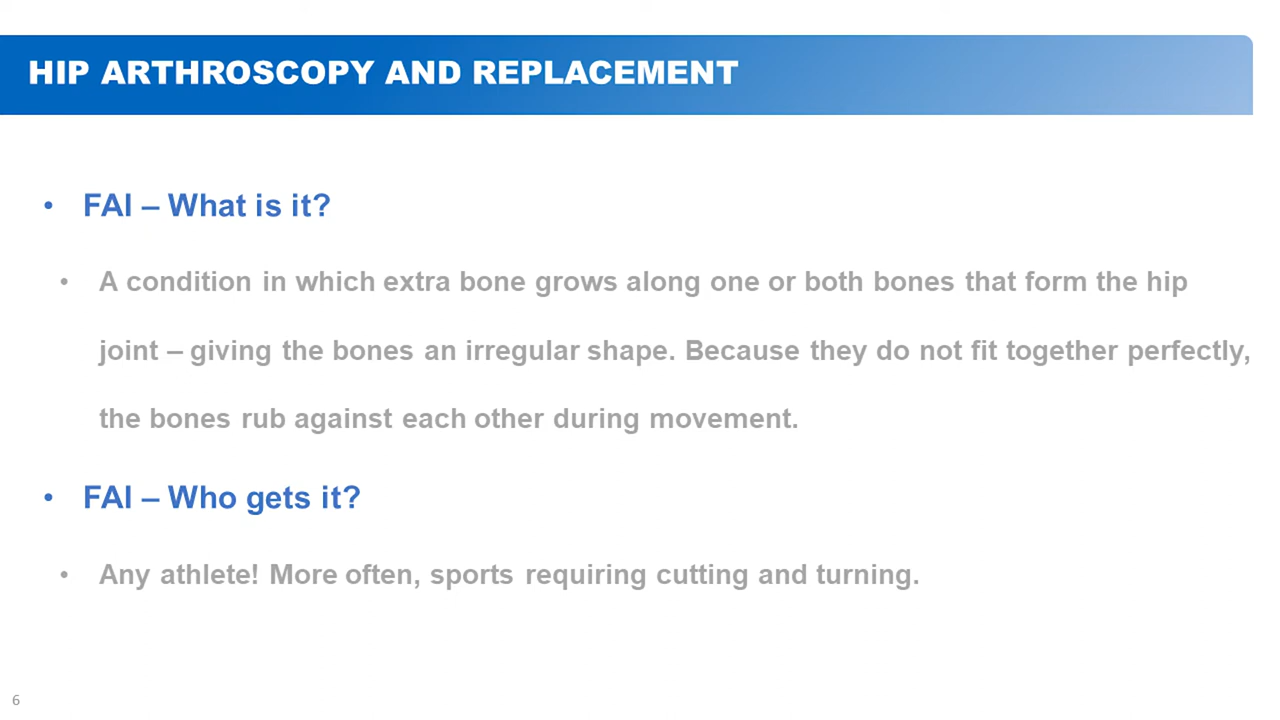 HIP ARTHROSCOPY AND REPLACEMENT
• FAI – What is it?
• A condition in which extra bone grows along one or both bones that form the hip
joint – giving the bones an irregular shape. Because they do not fit together perfectly,
the bones rub against each other during movement.
• FAI – Who gets it?
• Any athlete! More often, sports requiring cutting and turning.
6